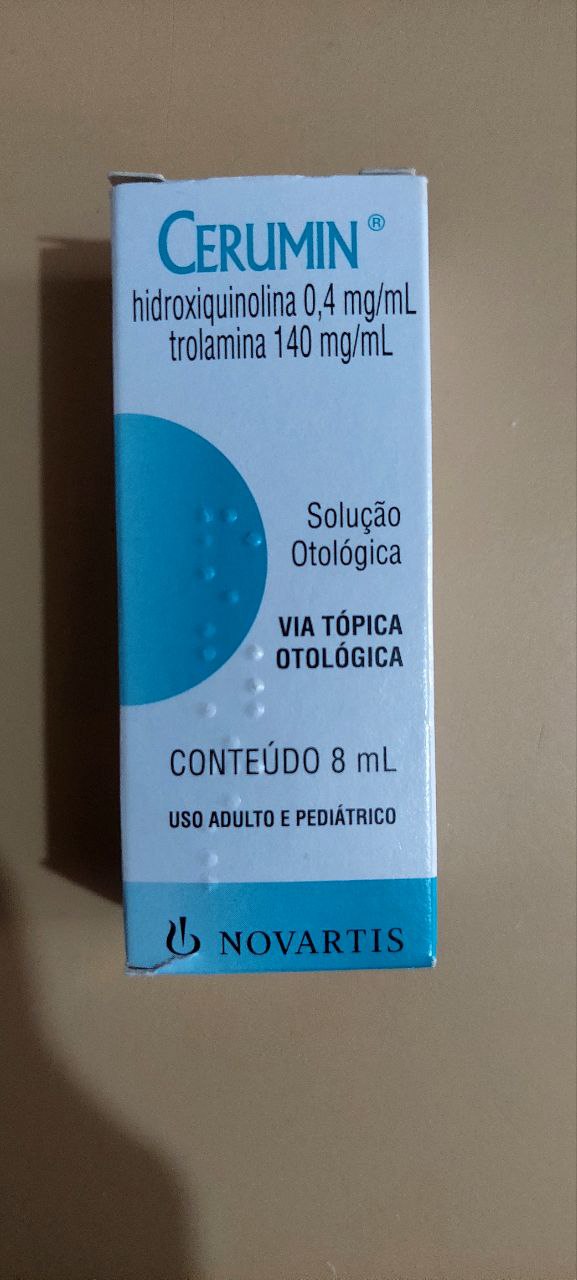 CERUMIN®
hidroxiquinolina 0,4 mg/mL
trolamina 140 mg/mL
Solução
Otológica
VIA TÓPICA
OTOLÓGICA
CONTEÚDO 8 mL
USO ADULTO E PEDIÁTRICO
NOVARTIS